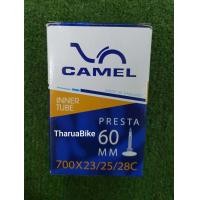 CAMEL
INNER
TUBE
TharuaBike
PRESTA
60
MM
700X23/25/28C